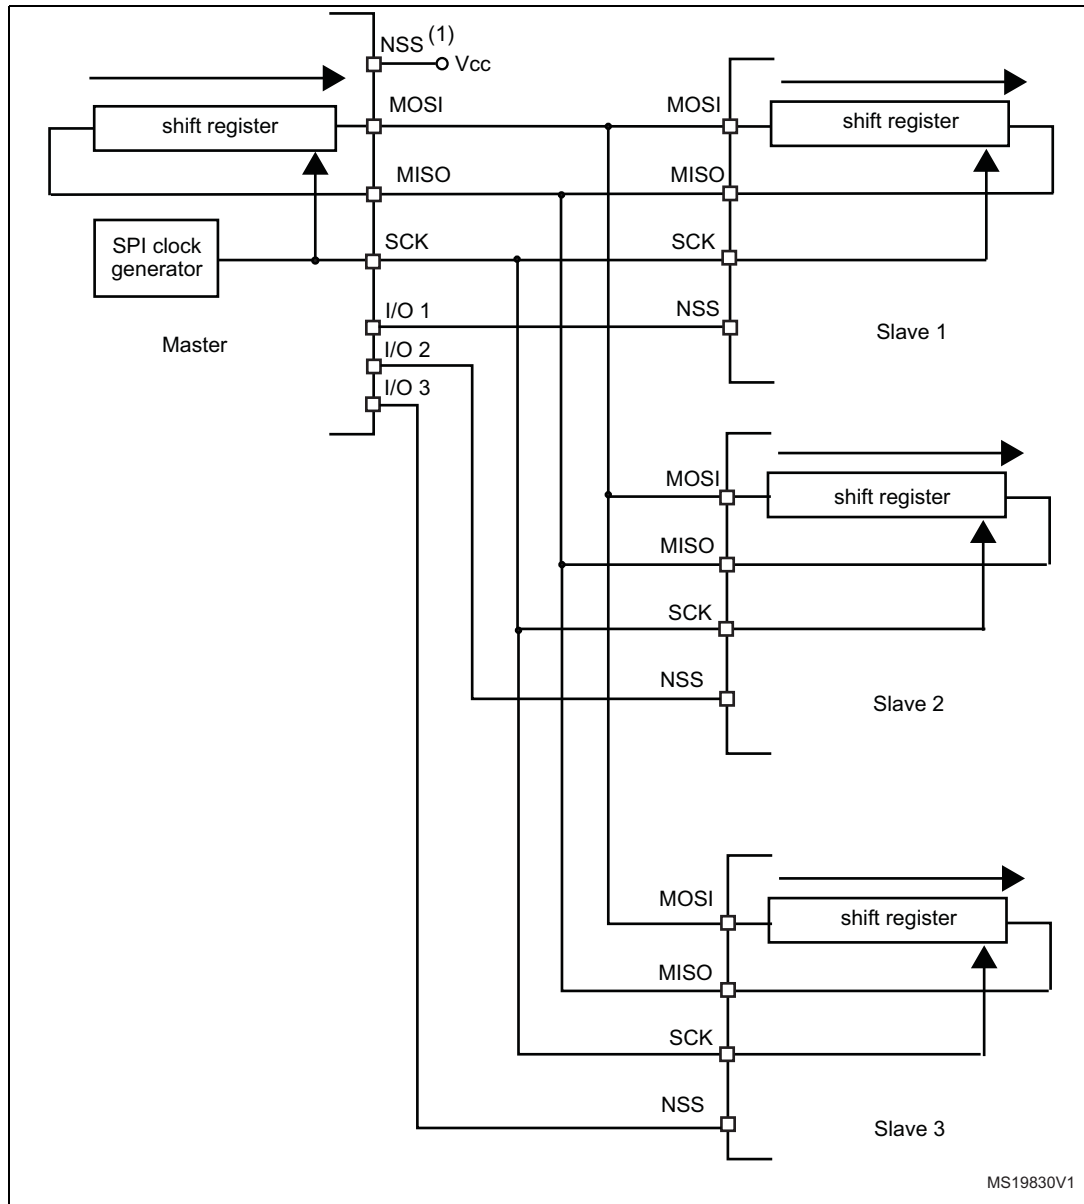 NSS (1)
Vcc
MOSI
MOSI
shift register
shift register
MISO
MISO
SCK
SCK
SPI clock
generator
I/O 1
NSS
Master
Slave 1
I/O 2
I/O 3
MOSI
shift register
MISO
SCK
NSS
Slave 2
MOSI
shift register
MISO
SCK
NSS
Slave 3
MS19830V1